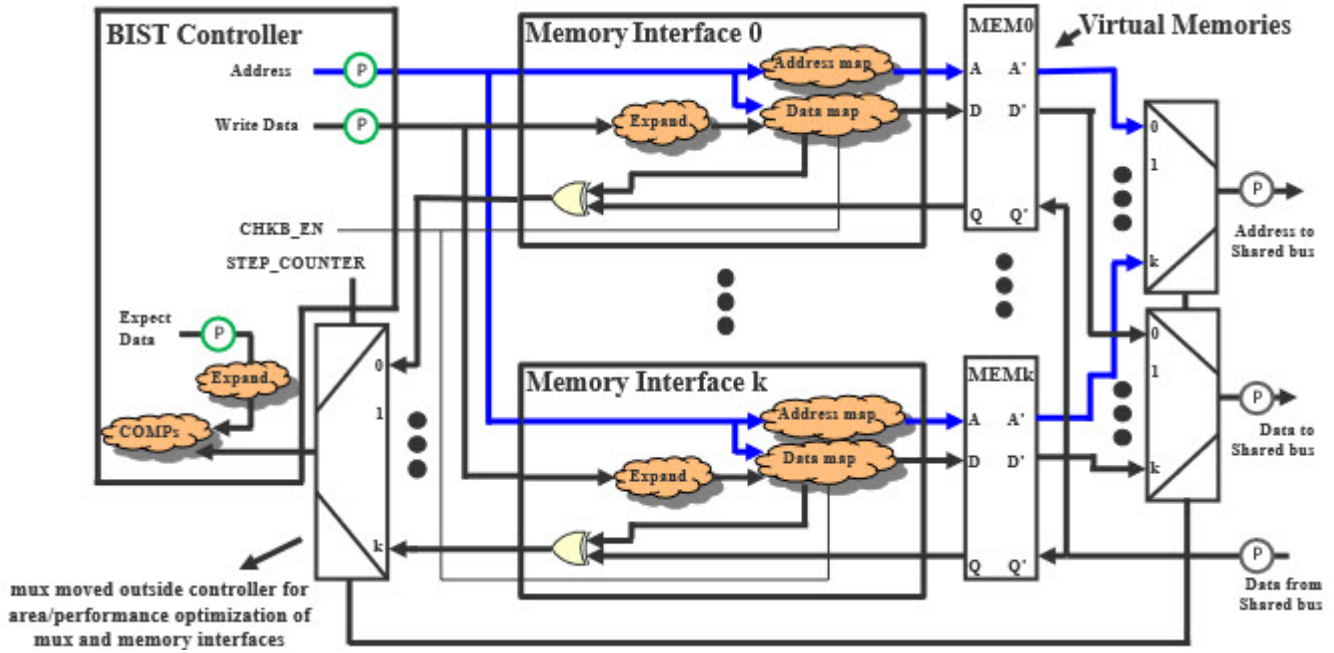 BIST Controller
Address
P
Write Data
P
CHKB_EN
STEP_COUNTER
Expect
Data
P
Expand
COMPs
0
1
k
mux moved outside controller for
area/performance optimization of
mux and memory interfaces
Memory Interface 0
Address map
Expand
Data map
MEM0
A A'
D D'
Q Q'
Virtual Memories
Memory Interface k
Address map
Expand
Data map
MEMk
A A'
D D'
Q Q'
0
1
k
P
Address to
Shared bus
0
1
k
P
Data to
Shared bus
P
Data from
Shared bus